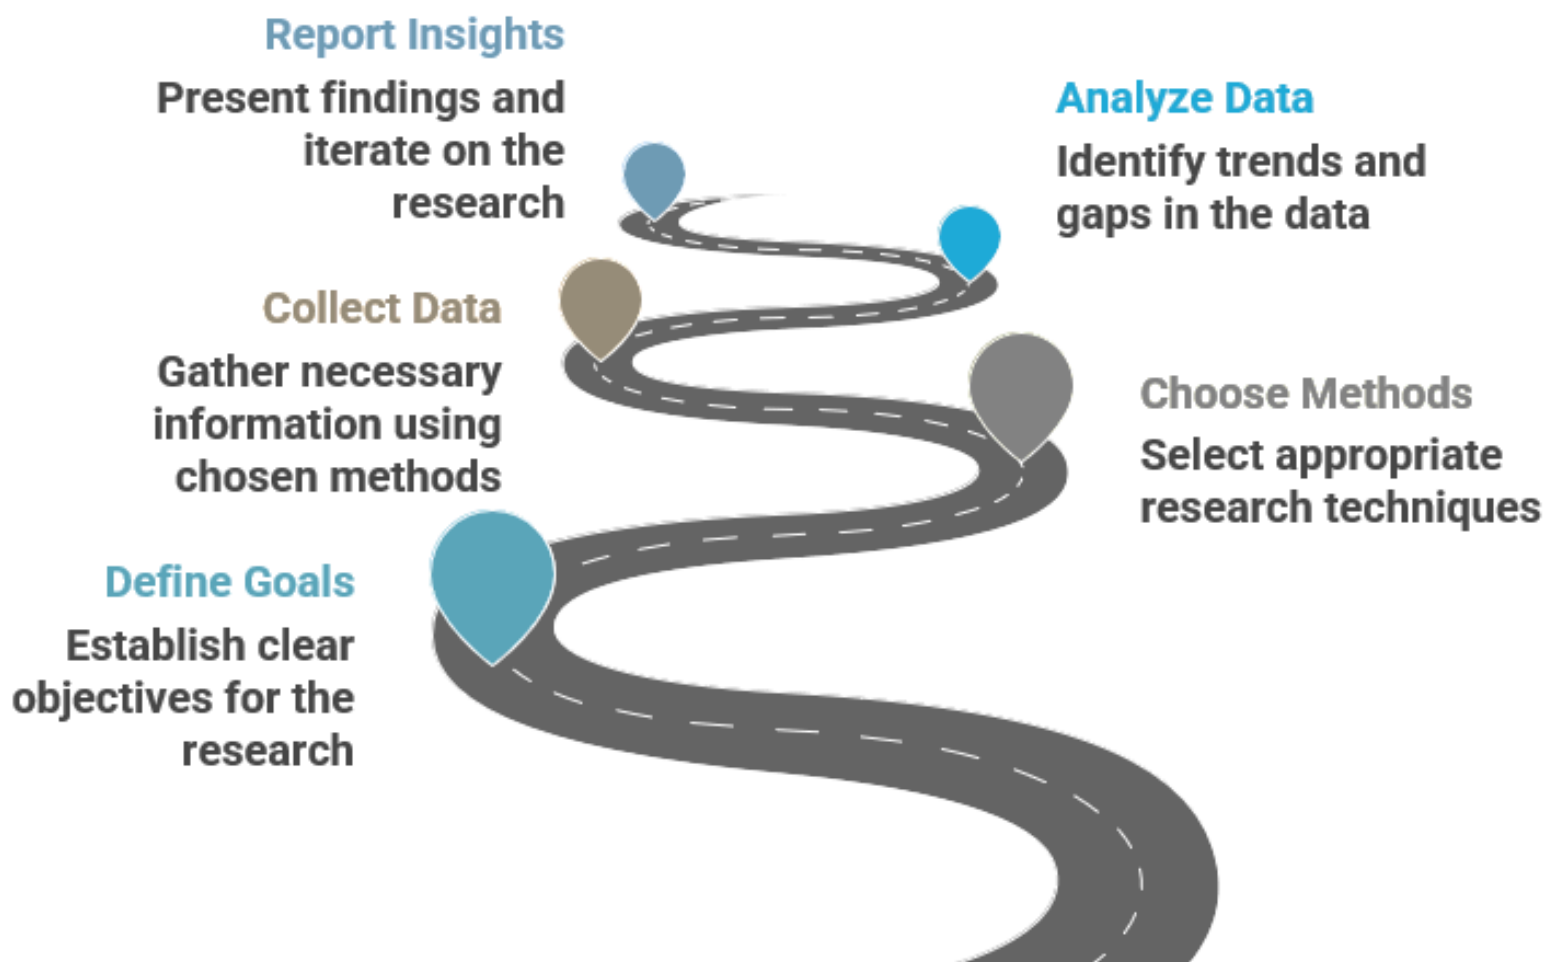 Report Insights
Present findings and
iterate on the
research
Analyze Data
Identify trends and
gaps in the data
Collect Data
Gather necessary
information using
chosen methods
Choose Methods
Select appropriate
research techniques
Define Goals
Establish clear
objectives for the
research